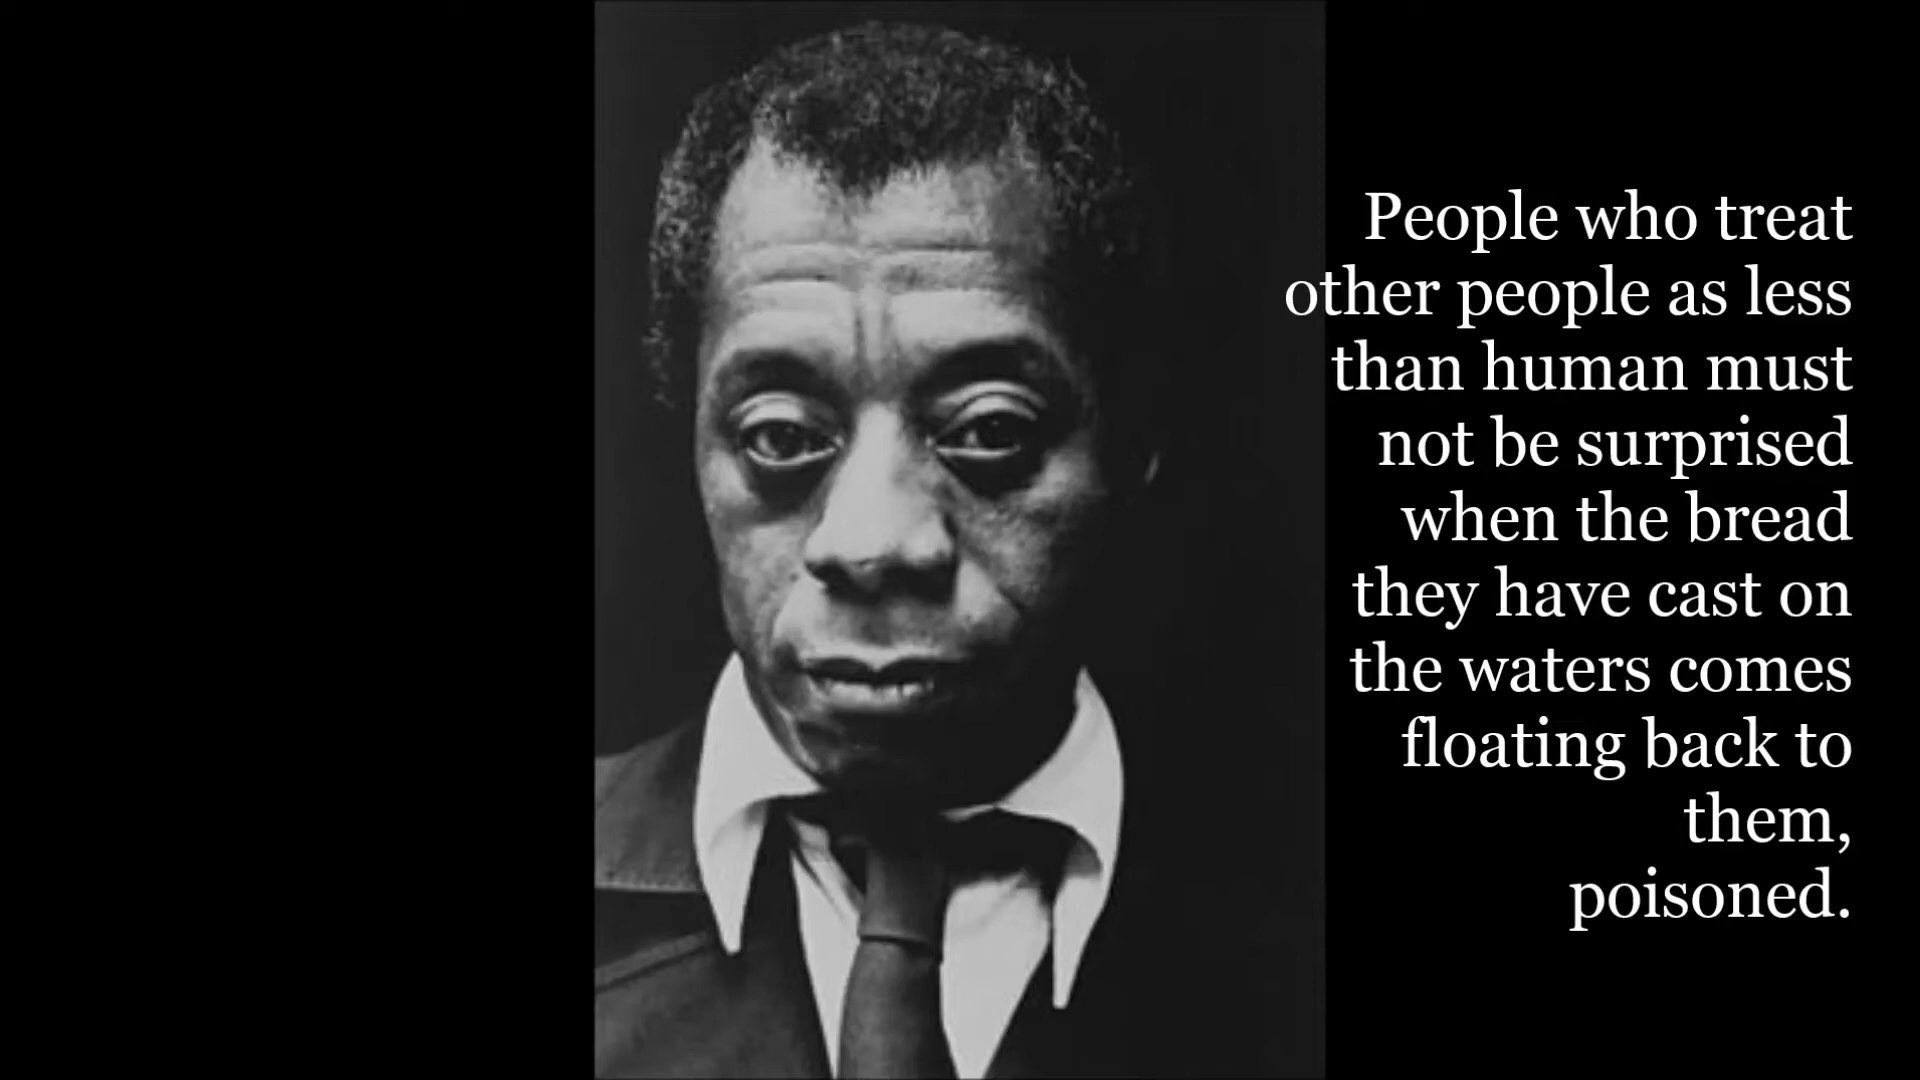 People who treat
other people as less
than human must
not be surprised
when the bread
they have cast on
the waters comes
floating back to
them,
poisoned.